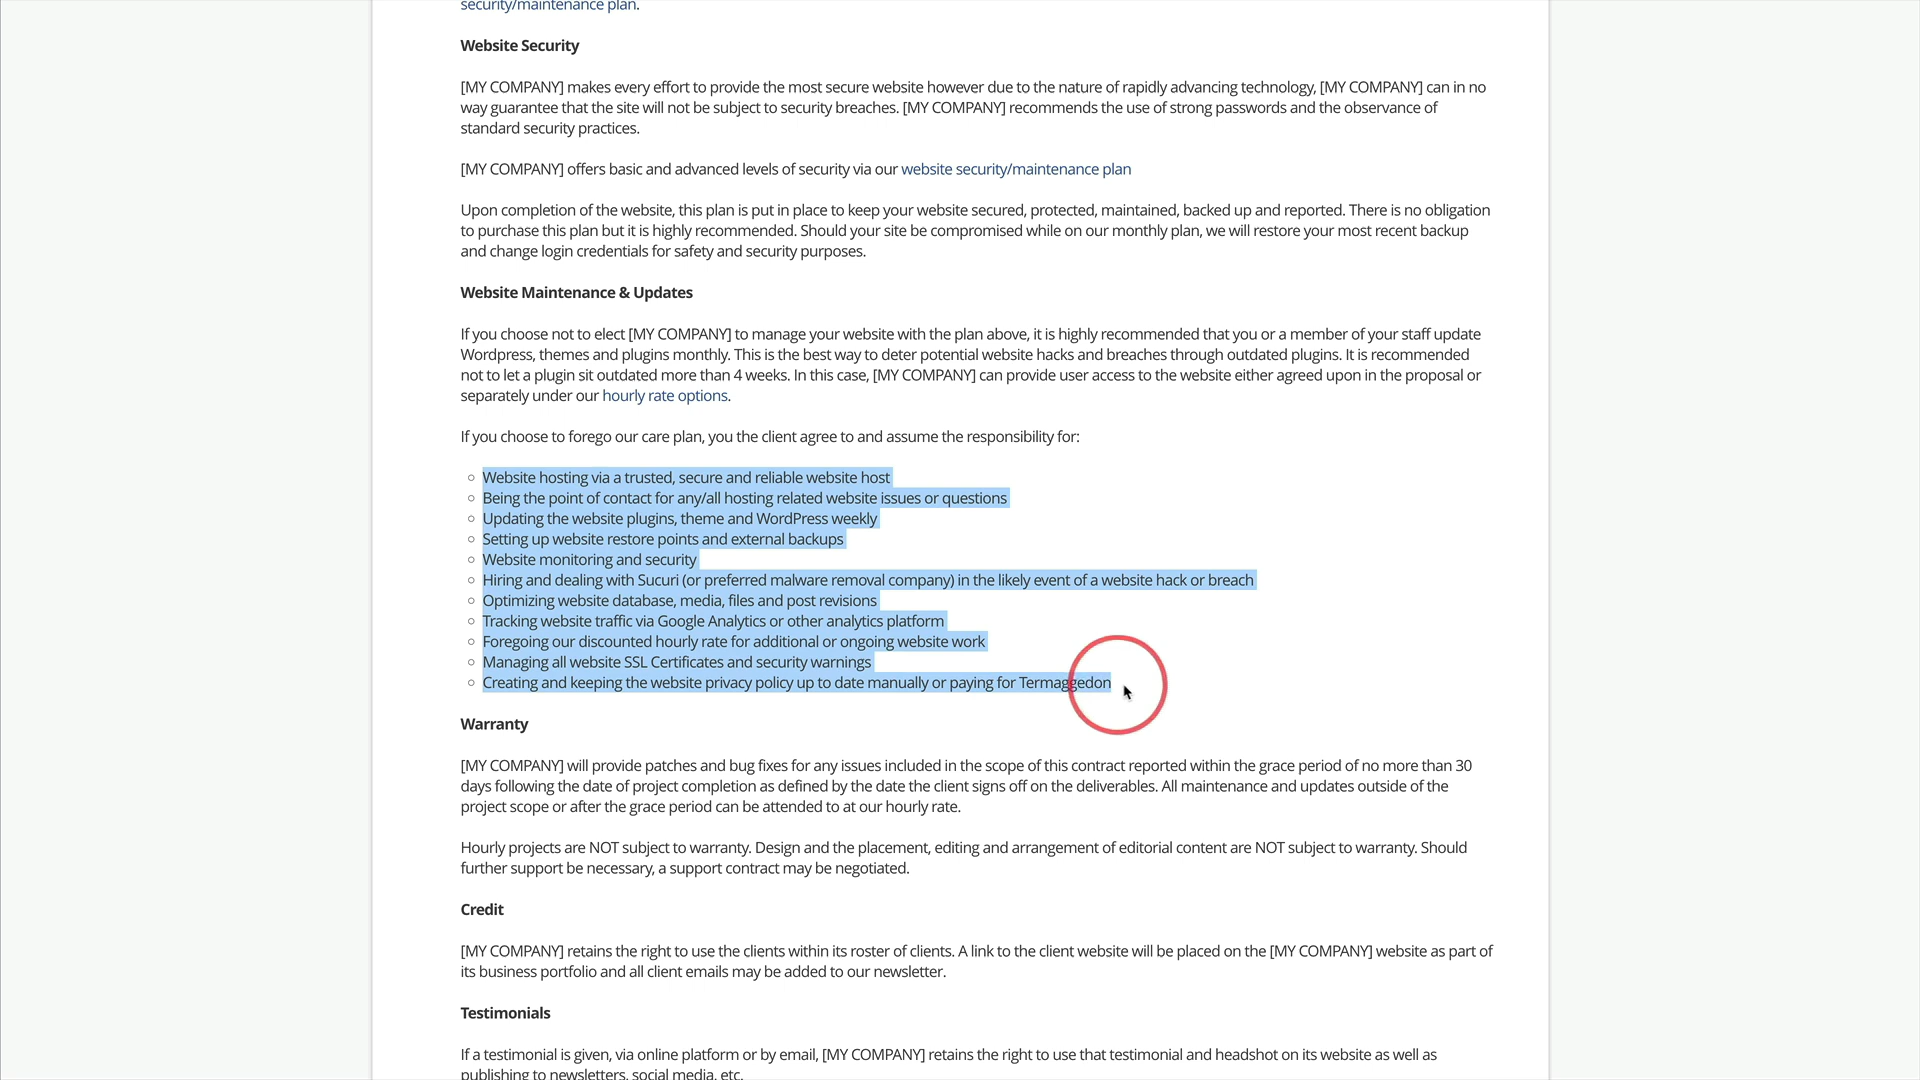 security/maintenance plan.
Website Security
[MY COMPANY] makes every effort to provide the most secure website however due to the nature of rapidly advancing technology, [MY COMPANY] can in no
way guarantee that the site will not be subject to security breaches. [MY COMPANY] recommends the use of strong passwords and the observance of
standard security practices.
[MY COMPANY] offers basic and advanced levels of security via our website security/maintenance plan
Upon completion of the website, this plan is put in place to keep your website secured, protected, maintained, backed up and reported. There is no obligation
to purchase this plan but it is highly recommended. Should your site be compromised while on our monthly plan, we will restore your most recent backup
and change login credentials for safety and security purposes.
Website Maintenance & Updates
If you choose not to elect [MY COMPANY] to manage your website with the plan above, it is highly recommended that you or a member of your staff update
Wordpress, themes and plugins monthly. This is the best way to deter potential website hacks and breaches through outdated plugins. It is recommended
not to let a plugin sit outdated more than 4 weeks. In this case, [MY COMPANY] can provide user access to the website either agreed upon in the proposal or
separately under our hourly rate options.
If you choose to forego our care plan, you the client agree to and assume the responsibility for:
Website hosting via a trusted, secure and reliable website host
Being the point of contact for any/all hosting related website issues or questions
Updating the website plugins, theme and WordPress weekly
Setting up website restore points and external backups
Website monitoring and security
Hiring and dealing with Sucuri (or preferred malware removal company) in the likely event of a website hack or breach
Optimizing website database, media, files and post revisions
Tracking website traffic via Google Analytics or other analytics platform
Foregoing our discounted hourly rate for additional or ongoing website work
Managing all website SSL Certificates and security warnings
Creating and keeping the website privacy policy up to date manually or paying for Termaggedon
Warranty
[MY COMPANY] will provide patches and bug fixes for any issues included in the scope of this contract reported within the grace period of no more than 30
days following the date of project completion as defined by the date the client signs off on the deliverables. All maintenance and updates outside of the
project scope or after the grace period can be attended to at our hourly rate.
Hourly projects are NOT subject to warranty. Design and the placement, editing and arrangement of editorial content are NOT subject to warranty. Should
further support be necessary, a support contract may be negotiated.
Credit
[MY COMPANY] retains the right to use the clients within its roster of clients. A link to the client website will be placed on the [MY COMPANY] website as part of
its business portfolio and all client emails may be added to our newsletter.
Testimonials
If a testimonial is given, via online platform or by email, [MY COMPANY] retains the right to use that testimonial and headshot on its website as well as
publishing to newsletters, social media, etc.